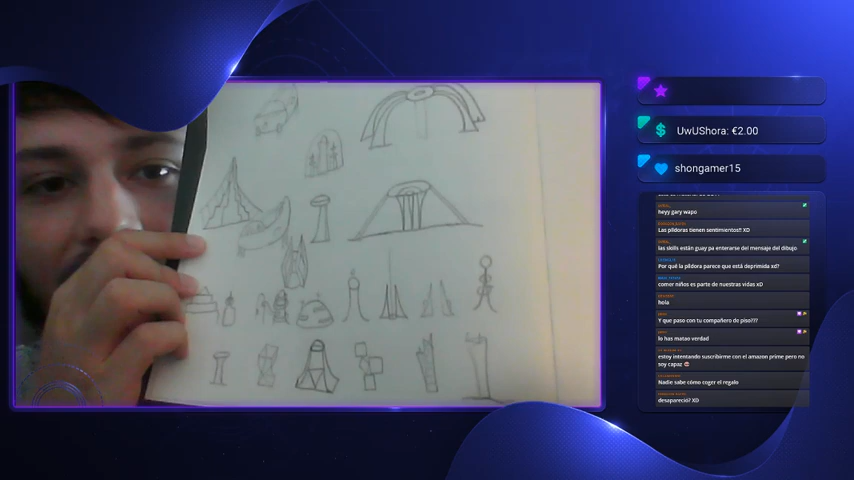 UwUShora: €2.00
shongamer15
heyy gary wapo
Las píldoras tienen sentimientos!! XD
las skills están guay pa enterarse del mensaje del dibujo
Por qué la píldora parece que está deprimida xd?
comer niños es parte de nuestras vidas xD
hola
Y que paso con tu compañero de piso???
lo has matao verdad
estoy intentando suscribirme con el amazon prime pero no
soy capaz
Nadie sabe cómo coger el regalo
desapareció? XD